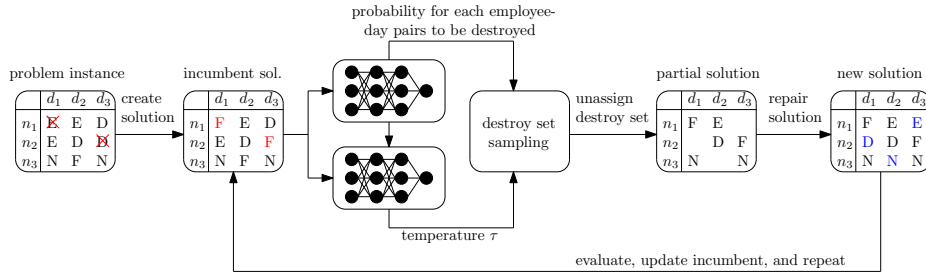 probability for each employee-
day pairs to be destroyed
problem instance
d1 d2 d3
n1 E E D
n2 E D D
n3 N F N
create
solution
incumbent sol.
d1 d2 d3
n1 F E D
n2 E D F
n3 N F N
destroy set
sampling
temperature τ
unassign
destroy set
partial solution
d1 d2 d3
n1 F E
n2 D F
n3 N N
repair
solution
new solution
d1 d2 d3
n1 F E E
n2 D D F
n3 N N N
evaluate, update incumbent, and repeat